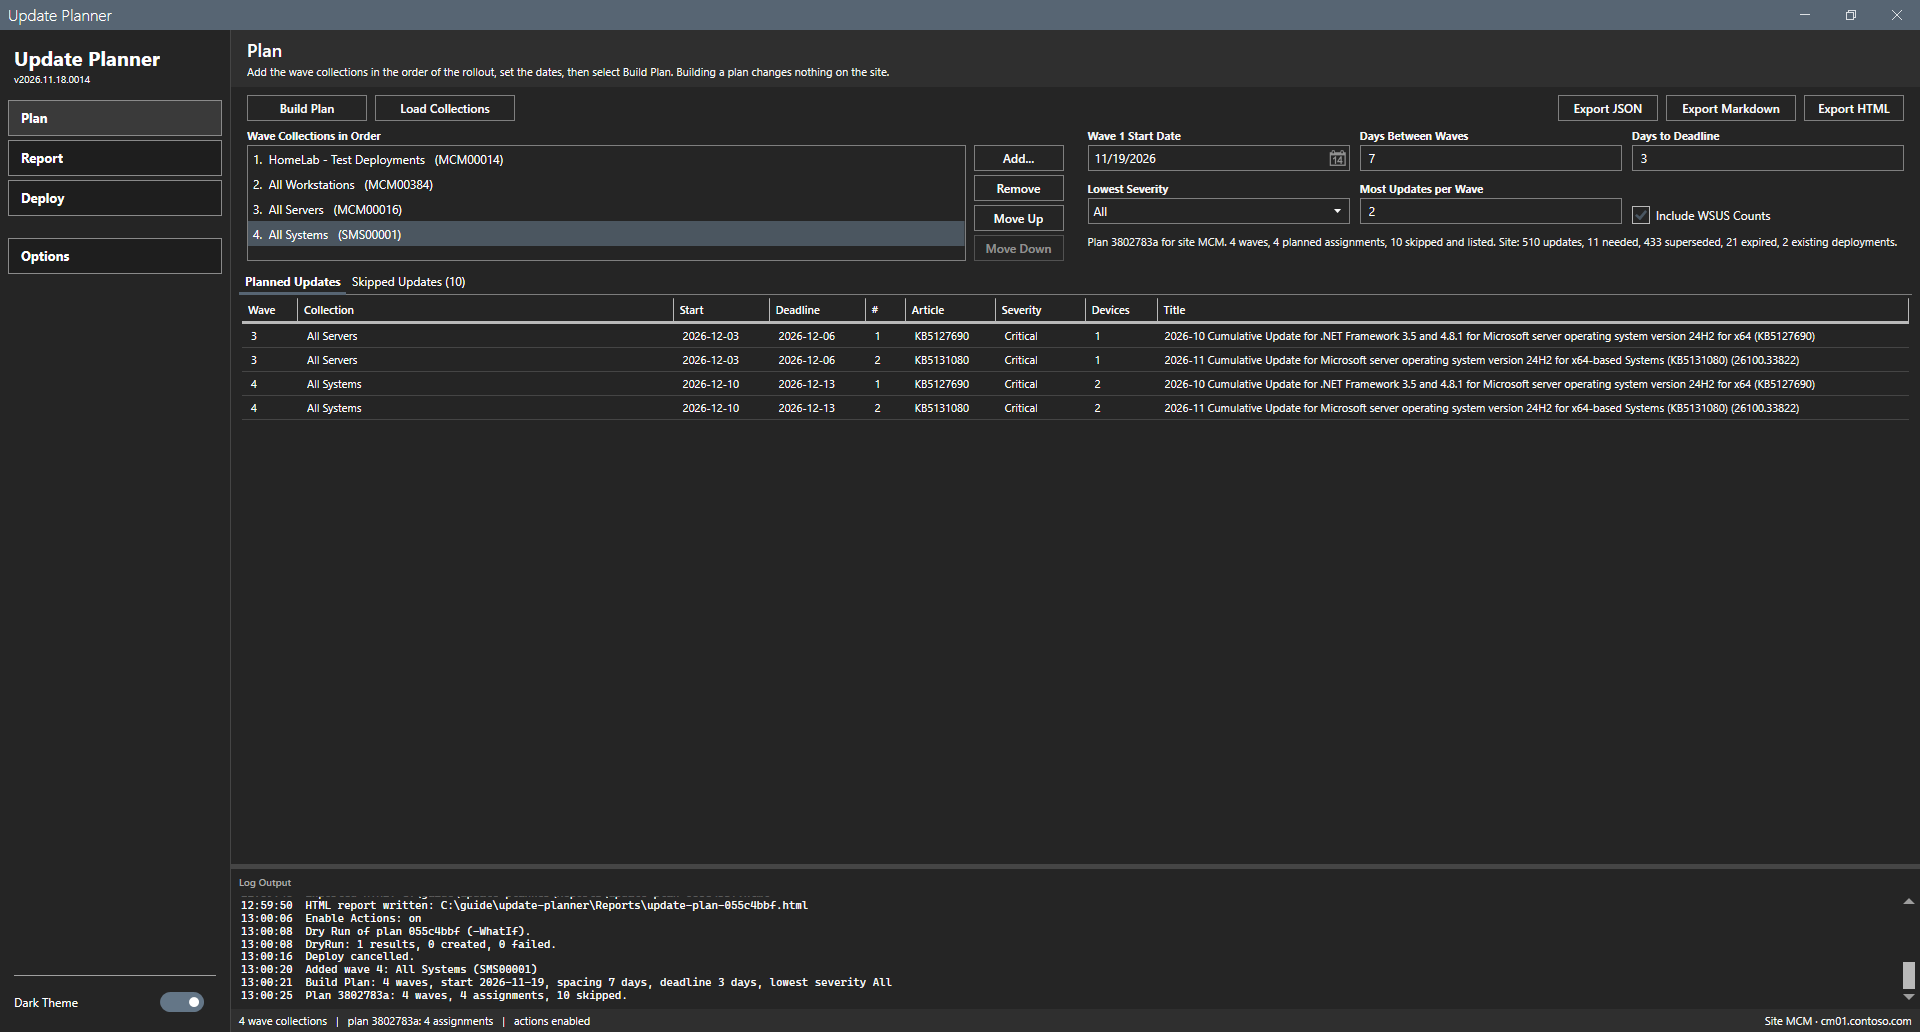 Update Planner
Update Planner
v2026.11.18.0014
Plan
Report
Deploy
Options
Dark Theme
Plan
Add the wave collections in the order of the rollout, set the dates, then select Build Plan. Building a plan changes nothing on the site.
Build Plan Load Collections Export JSON Export Markdown Export HTML
Wave Collections in Order
1. HomeLab - Test Deployments (MCM00014)
2. All Workstations (MCM00384)
3. All Servers (MCM00016)
4. All Systems (SMS00001)
Add...
Remove
Move Up
Move Down
Wave 1 Start Date Days Between Waves Days to Deadline
11/19/2026 14 7 3
Lowest Severity Most Updates per Wave
All 2 Include WSUS Counts
Plan 3802783a for site MCM. 4 waves, 4 planned assignments, 10 skipped and listed. Site: 510 updates, 11 needed, 433 superseded, 21 expired, 2 existing deployments.
Planned Updates Skipped Updates (10)
Wave Collection Start Deadline # Article Severity Devices Title
3 All Servers 2026-12-03 2026-12-06 1 KB5127690 Critical 1 2026-10 Cumulative Update for .NET Framework 3.5 and 4.8.1 for Microsoft server operating system version 24H2 for x64 (KB5127690)
3 All Servers 2026-12-03 2026-12-06 2 KB5131080 Critical 1 2026-11 Cumulative Update for Microsoft server operating system version 24H2 for x64-based Systems (KB5131080) (26100.33822)
4 All Systems 2026-12-10 2026-12-13 1 KB5127690 Critical 2 2026-10 Cumulative Update for .NET Framework 3.5 and 4.8.1 for Microsoft server operating system version 24H2 for x64 (KB5127690)
4 All Systems 2026-12-10 2026-12-13 2 KB5131080 Critical 2 2026-11 Cumulative Update for Microsoft server operating system version 24H2 for x64-based Systems (KB5131080) (26100.33822)
Log Output
12:59:50 HTML report written: C:\guide\update-planner\Reports\update-plan-055c4bbf.html
13:00:06 Enable Actions: on
13:00:08 Dry Run of plan 055c4bbf (-WhatIf).
13:00:08 DryRun: 1 results, 0 created, 0 failed.
13:00:16 Deploy cancelled.
13:00:20 Added wave 4: All Systems (SMS00001)
13:00:21 Build Plan: 4 waves, start 2026-11-19, spacing 7 days, deadline 3 days, lowest severity All
13:00:25 Plan 3802783a: 4 waves, 4 assignments, 10 skipped.
4 wave collections | plan 3802783a: 4 assignments | actions enabled
Site MCM · cm01.contoso.com